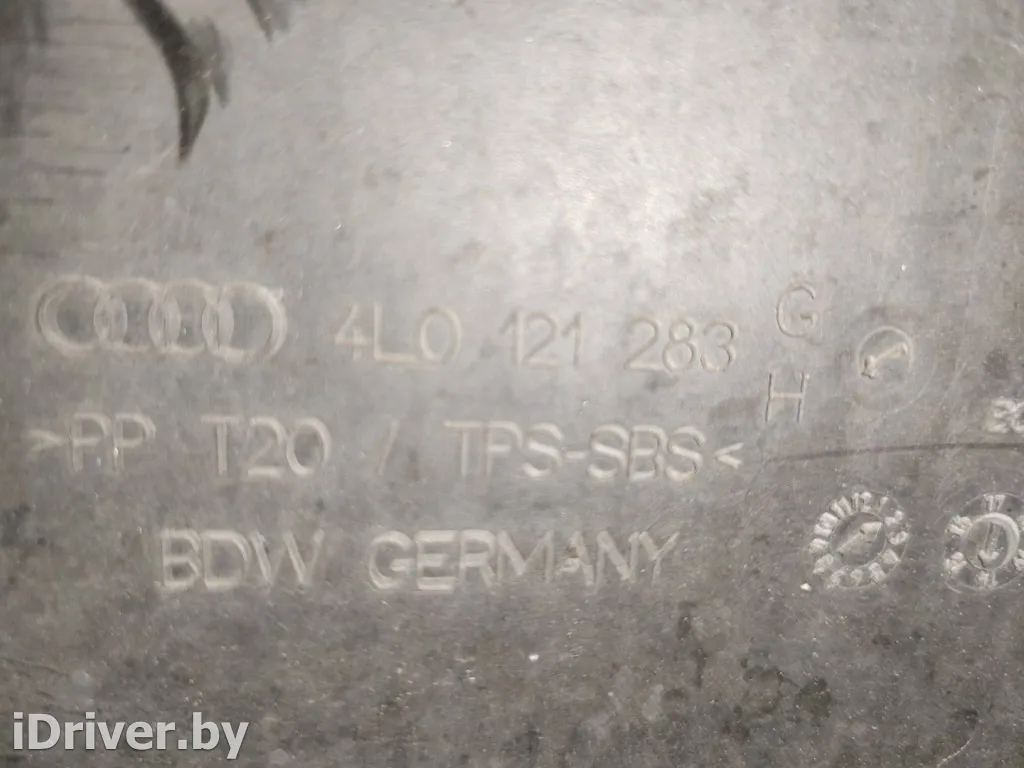 4L0 121 283 G
H
>PP T20 / TPS-SBS<
BDW GERMANY
iDriver.by